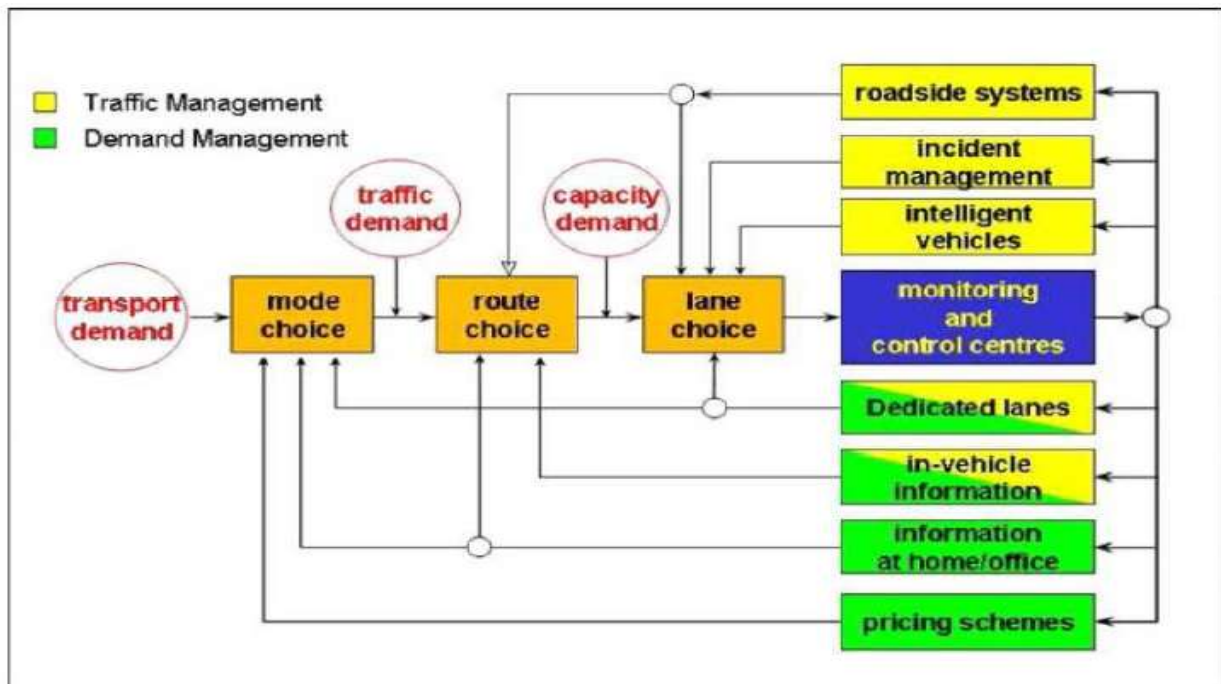 Traffic Management
Demand Management
transport
demand
traffic
demand
capacity
demand
mode
choice
route
choice
lane
choice
roadside systems
incident
management
intelligent
vehicles
monitoring
and
control centres
Dedicated lanes
in-vehicle
information
information
at home/office
pricing schemes